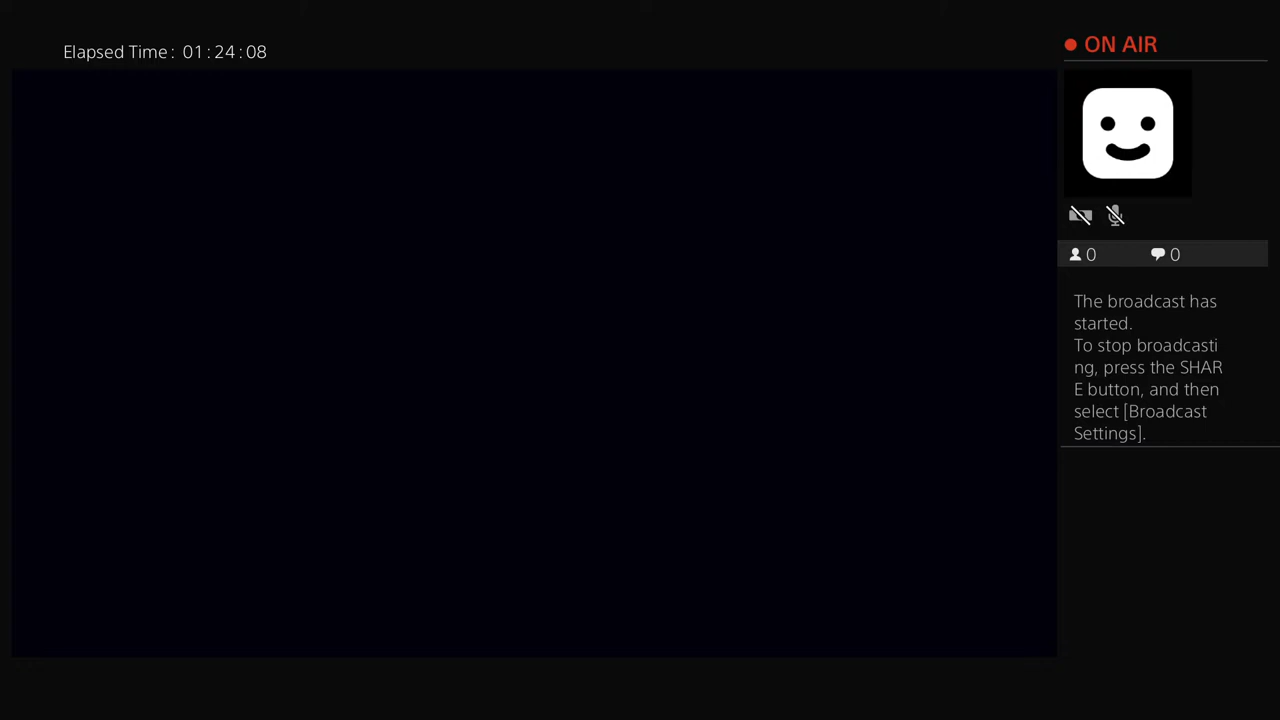 Elapsed Time: 01:24:08
ON AIR
0 0
The broadcast has
started.
To stop broadcasti
ng, press the SHAR
E button, and then
select [Broadcast
Settings].